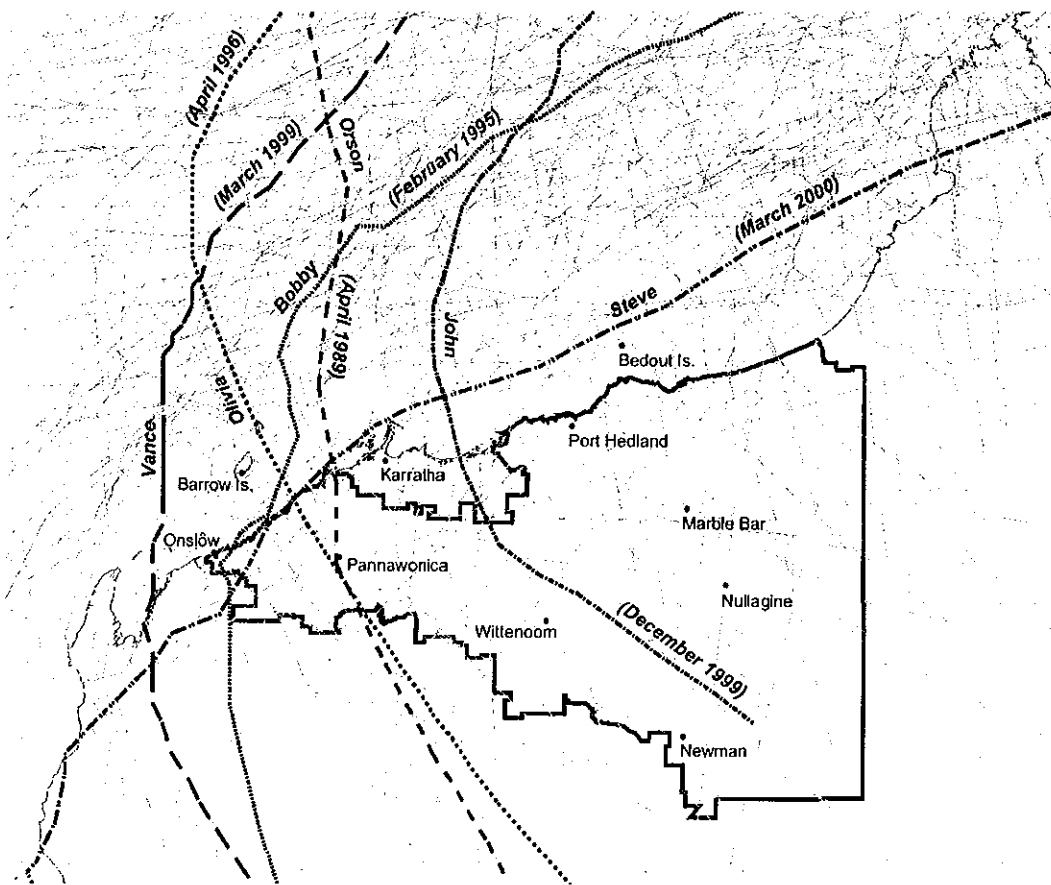 (April 1996)
(March 1999)
Orson
(February 1995)
(March 2000)
Bobby
(April 1989)
Steve
John
Bedout Is.
Olivia
Vance
Port Hedland
Karratha
Barrow Is.
Marble Bar
Onslow
Pannawonica
Nullagine
Wittenoom
(December 1999)
Newman